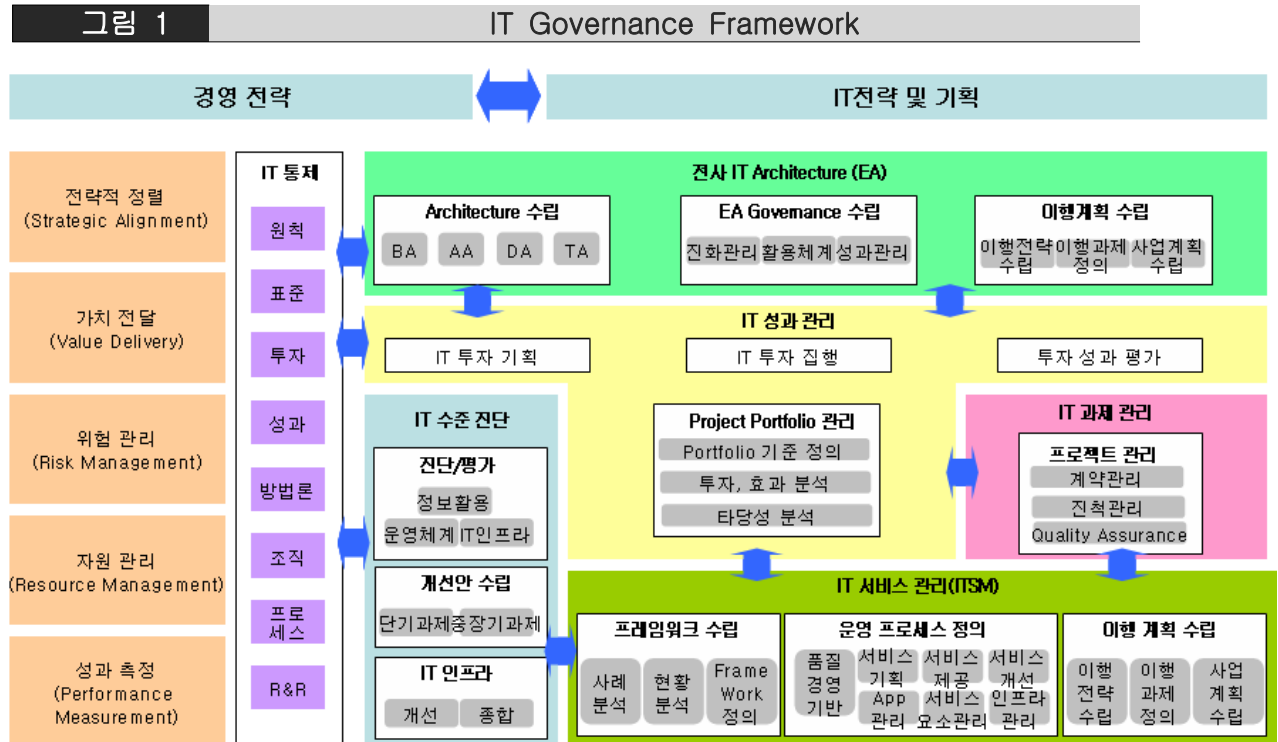 그림 1
IT Governance Framework
경영 전략
IT전략 및 기획
전략적 정렬
(Strategic Alignment)
가치 전달
(Value Delivery)
위험 관리
(Risk Management)
자원 관리
(Resource Management)
성과 측정
(Performance
Measurement)
IT 통제
원칙
표준
투자
성과
방법론
조직
프로
세스
R&R
전사 IT Architecture (EA)
Architecture 수립
BA
AA
DA
TA
EA Governance 수립
진화관리
활용체계
성과관리
이행계획 수립
이행전략
수립
이행과제
정의
사업계획
수립
IT 성과 관리
IT 투자 기획
IT 투자 집행
투자 성과 평가
Project Portfolio 관리
Portfolio 기준 정의
투자, 효과 분석
타당성 분석
IT 과제 관리
프로젝트 관리
계약관리
진척관리
Quality Assurance
IT 수준 진단
진단/평가
정보활용
운영체계
IT인프라
개선안 수립
단기과제
중장기과제
IT 인프라
개선
종합
IT 서비스 관리(ITSM)
프레임워크 수립
사례
분석
현황
분석
Frame
Work
정의
운영 프로세스 정의
품질
경영
기반
서비스
기획
서비스
제공
서비스
개선
App
관리
서비스
요소관리
인프라
관리
이행 계획 수립
이행
전략
수립
이행
과제
정의
사업
계획
수립